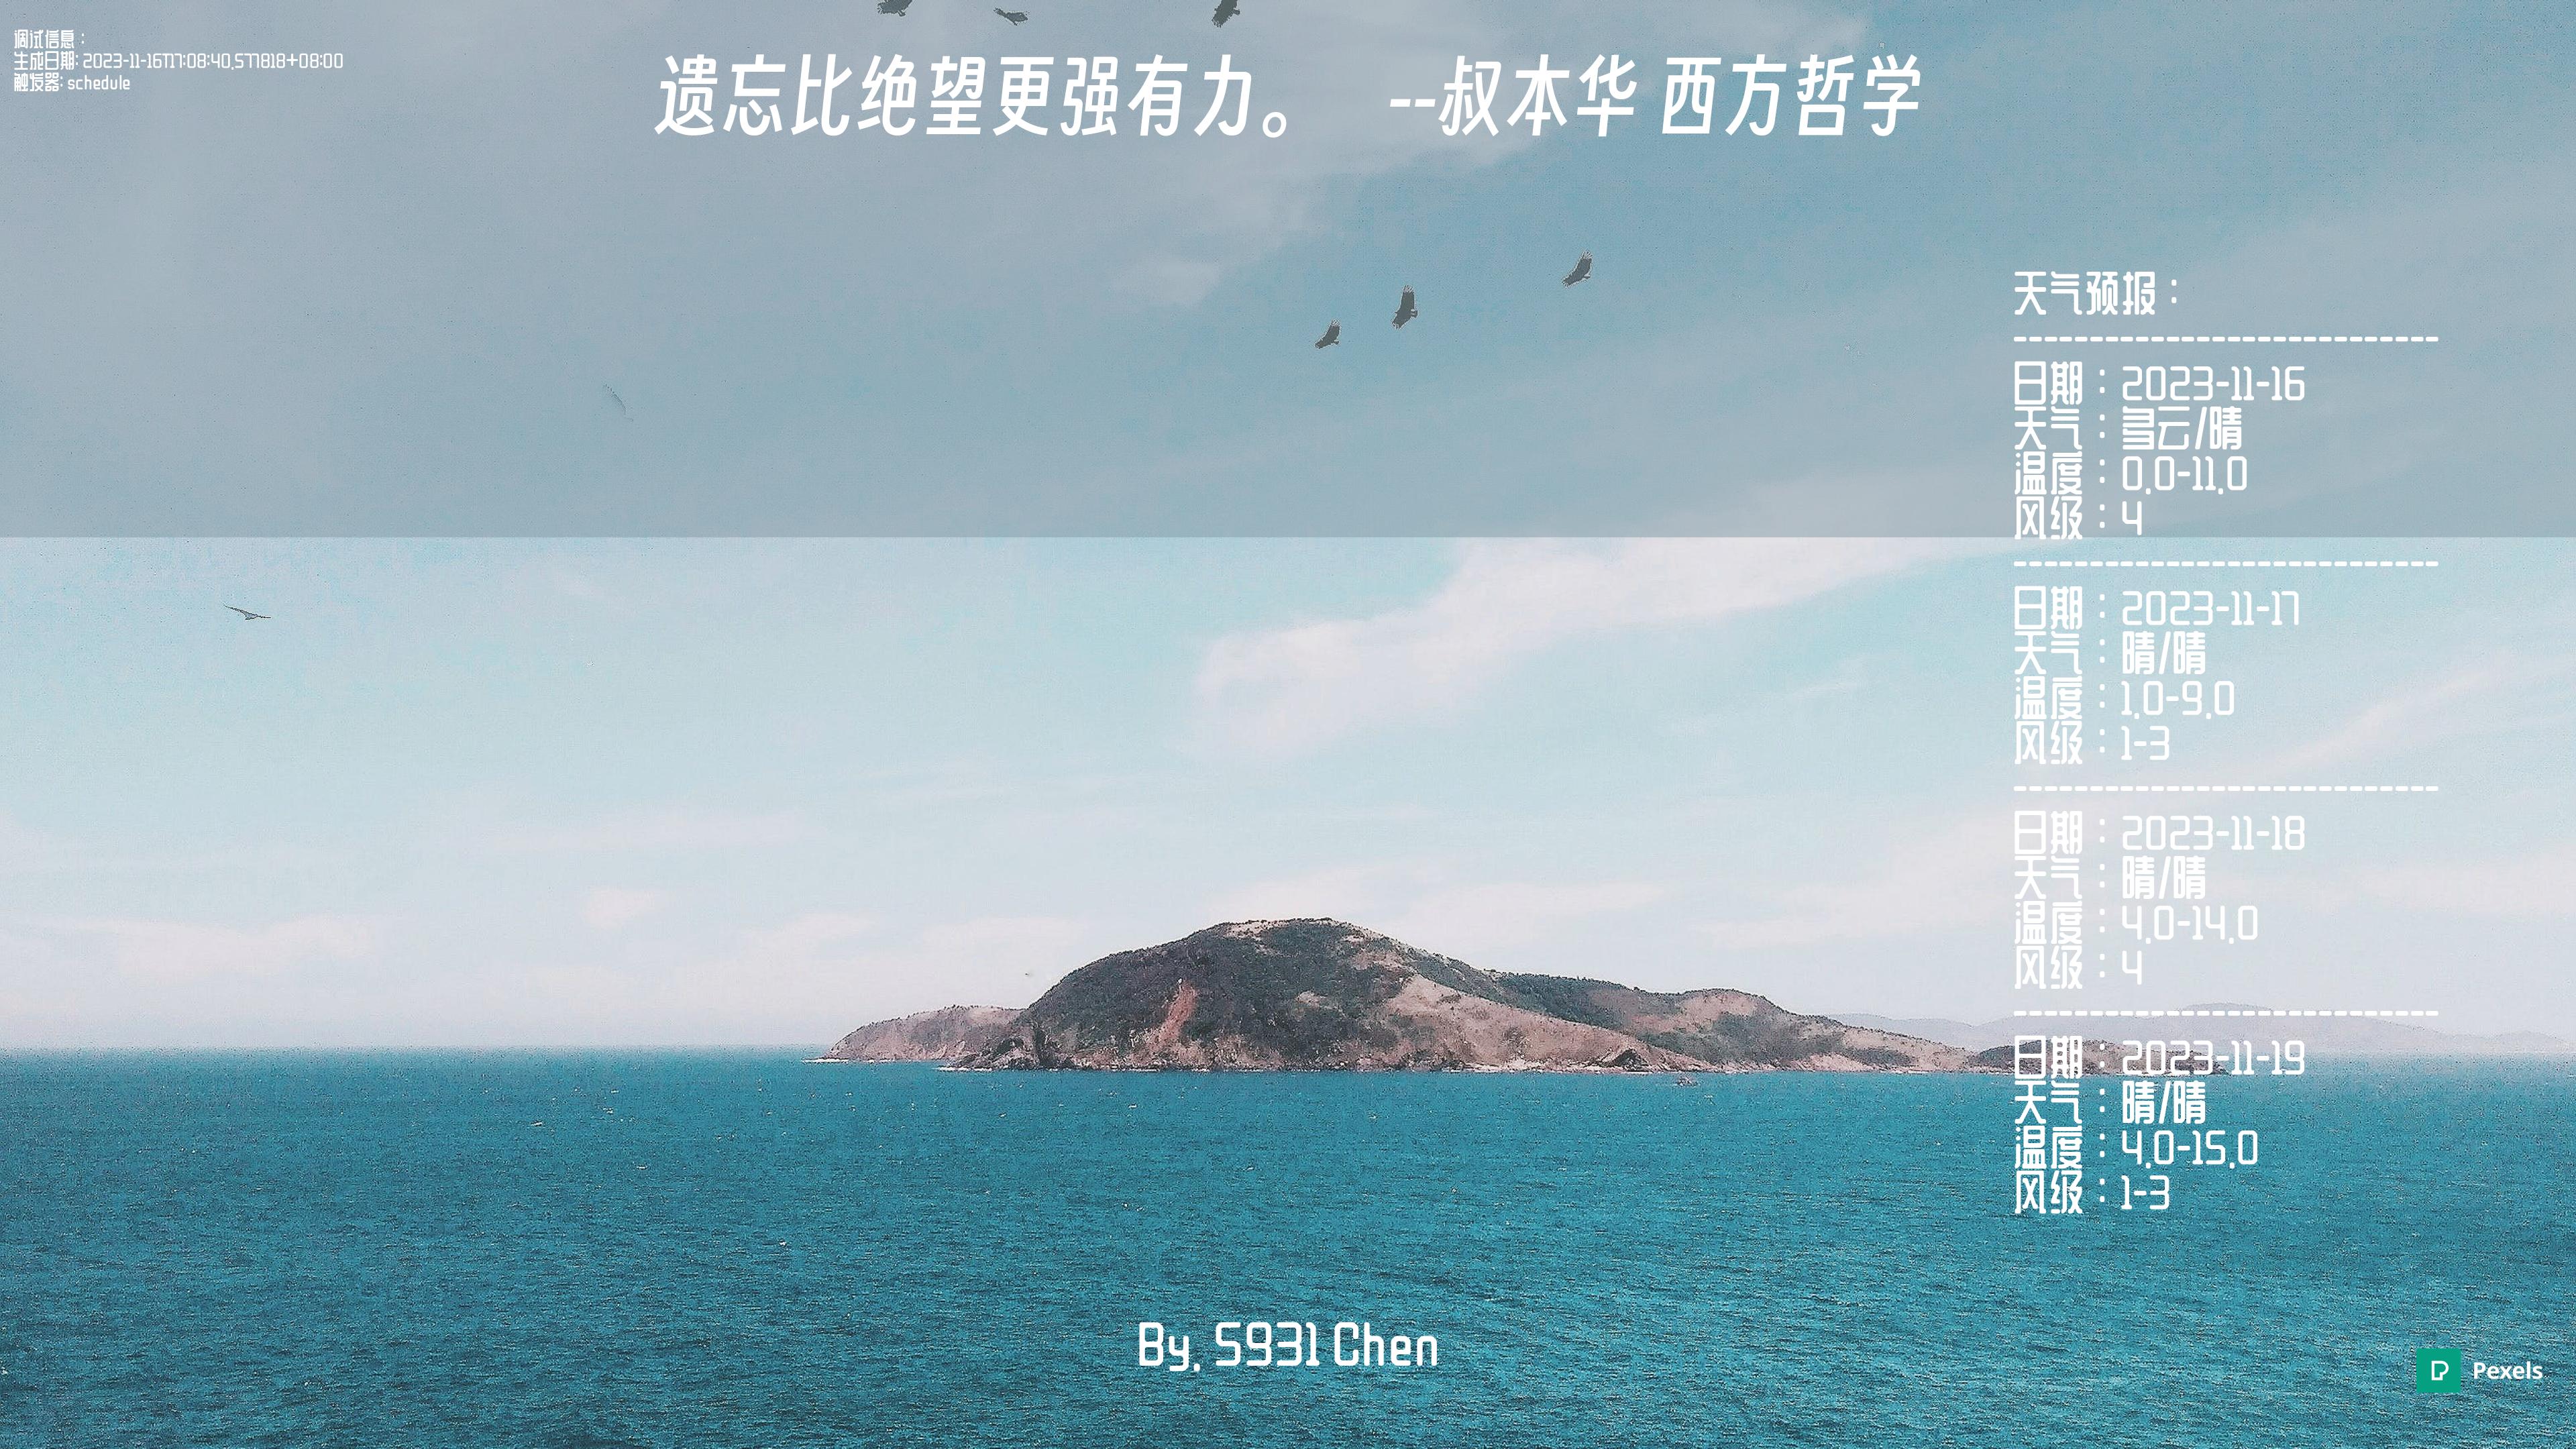 调试信息：
生成日期: 2023-11-16T17:08:40.571818+08:00
触发器: schedule
遗忘比绝望更强有力。 --叔本华 西方哲学
天气预报：
----------------------------
日期：2023-11-16
天气：多云/晴
温度：0.0-11.0
风级：4
----------------------------
日期：2023-11-17
天气：晴/晴
温度：1.0-9.0
风级：1-3
----------------------------
日期：2023-11-18
天气：晴/晴
温度：4.0-14.0
风级：4
----------------------------
日期：2023-11-19
天气：晴/晴
温度：4.0-15.0
风级：1-3
By. S931 Chen
Pexels